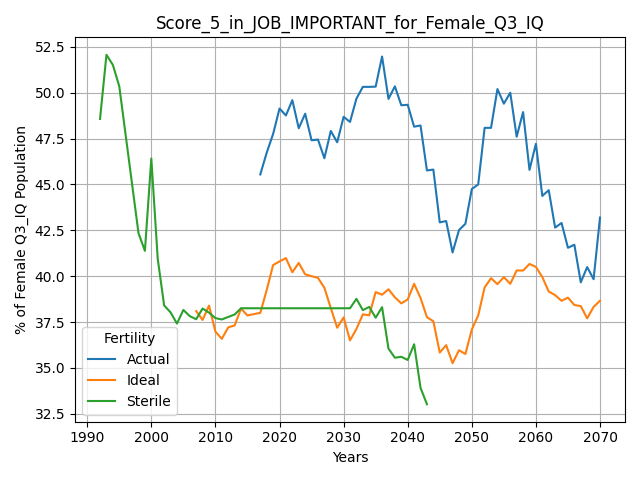 Score_5_in_JOB_IMPORTANT_for_Female_Q3_IQ
% of Female Q3_IQ Population
52.5
50.0
47.5
45.0
42.5
40.0
37.5
35.0
32.5
Fertility
Actual
Ideal
Sterile
1990 2000 2010 2020 2030 2040 2050 2060 2070
Years